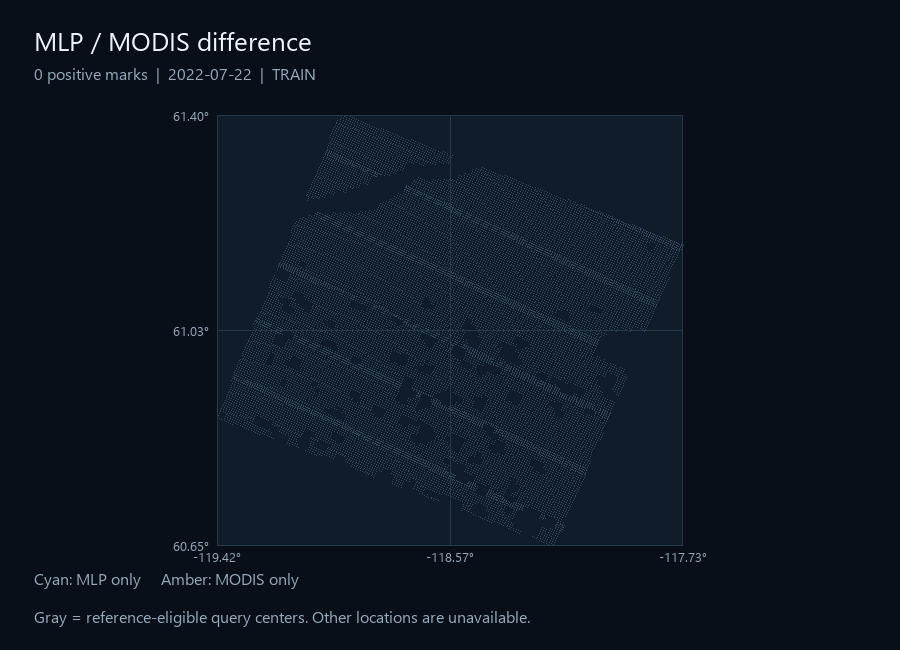 MLP / MODIS difference
0 positive marks | 2022-07-22 | TRAIN
61.40°
61.03°
60.65°
-119.42° -118.57° -117.73°
Cyan: MLP only Amber: MODIS only
Gray = reference-eligible query centers. Other locations are unavailable.